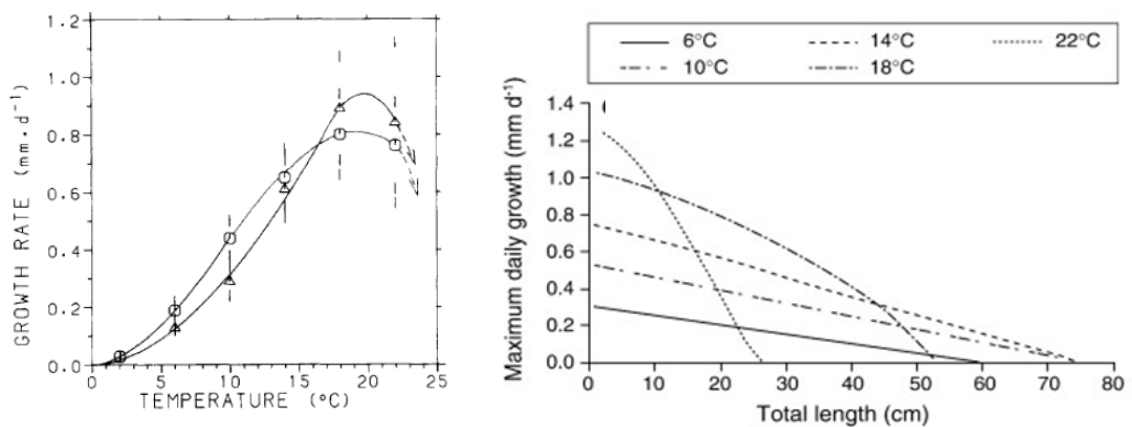 1.2
1.0
0.8
0.6
0.4
0.2
0.0
GROWTH RATE (mm·d⁻¹)
0 5 10 15 20 25
TEMPERATURE (°C)
6°C 14°C 22°C
10°C 18°C
1.4
1.2
1.0
0.8
0.6
0.4
0.2
0.0
Maximum daily growth (mm d⁻¹)
0 10 20 30 40 50 60 70 80
Total length (cm)